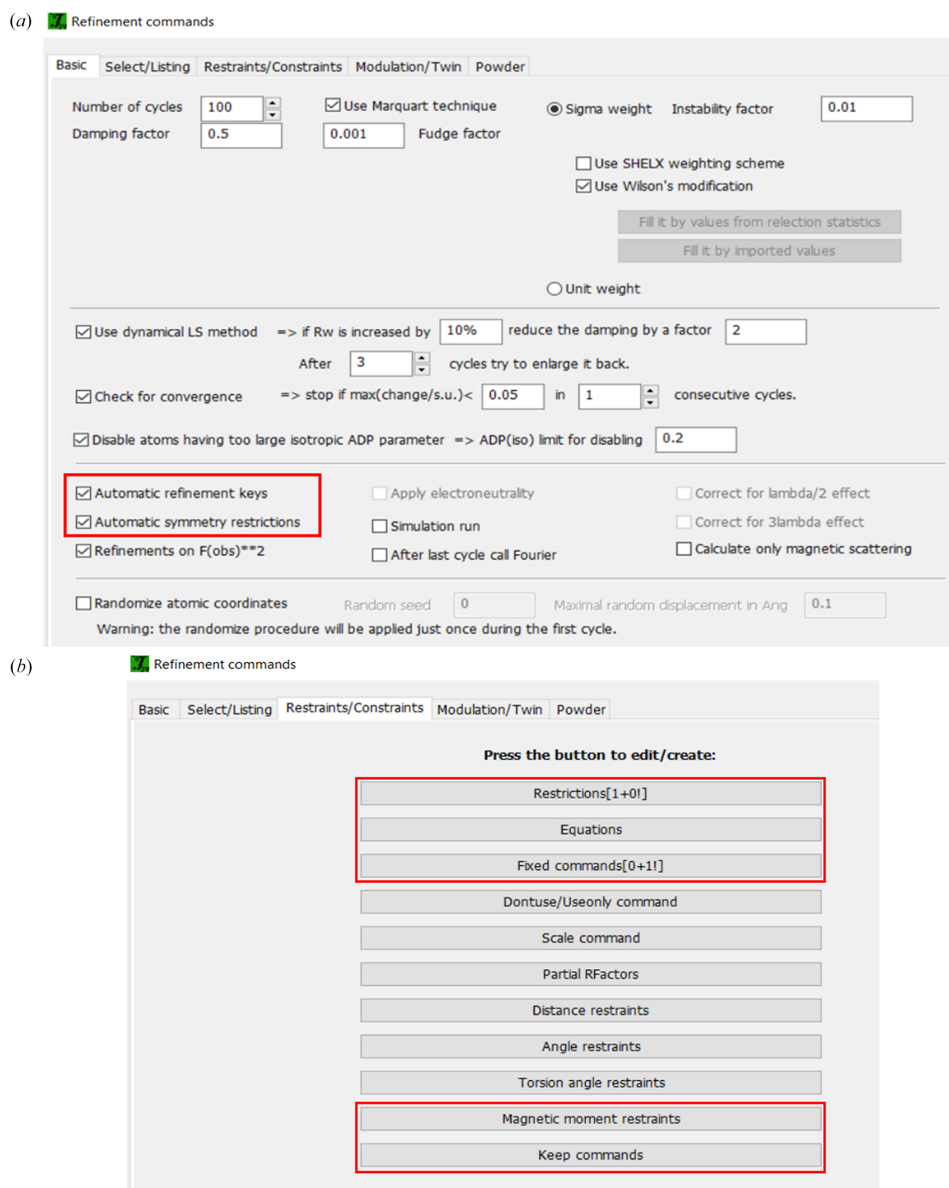 (a) Refinement commands
Basic Select/Listing Restraints/Constraints Modulation/Twin Powder
Number of cycles 100 Use Marquart technique Sigma weight Instability factor 0.01
Damping factor 0.5 0.001 Fudge factor
Use SHELX weighting scheme
Use Wilson's modification
Fill it by values from relection statistics
Fill it by imported values
Unit weight
Use dynamical LS method => if Rw is increased by 10% reduce the damping by a factor 2
After 3 cycles try to enlarge it back.
Check for convergence => stop if max(change/s.u.)< 0.05 in 1 consecutive cycles.
Disable atoms having too large isotropic ADP parameter => ADP(iso) limit for disabling 0.2
Automatic refinement keys Apply electroneutrality Correct for lambda/2 effect
Automatic symmetry restrictions Simulation run Correct for 3lambda effect
Refinements on F(obs)**2 After last cycle call Fourier Calculate only magnetic scattering
Randomize atomic coordinates Random seed 0 Maximal random displacement in Ang 0.1
Warning: the randomize procedure will be applied just once during the first cycle.
(b) Refinement commands
Basic Select/Listing Restraints/Constraints Modulation/Twin Powder
Press the button to edit/create:
Restrictions[1+0!]
Equations
Fixed commands[0+1!]
Dontuse/Useonly command
Scale command
Partial RFactors
Distance restraints
Angle restraints
Torsion angle restraints
Magnetic moment restraints
Keep commands